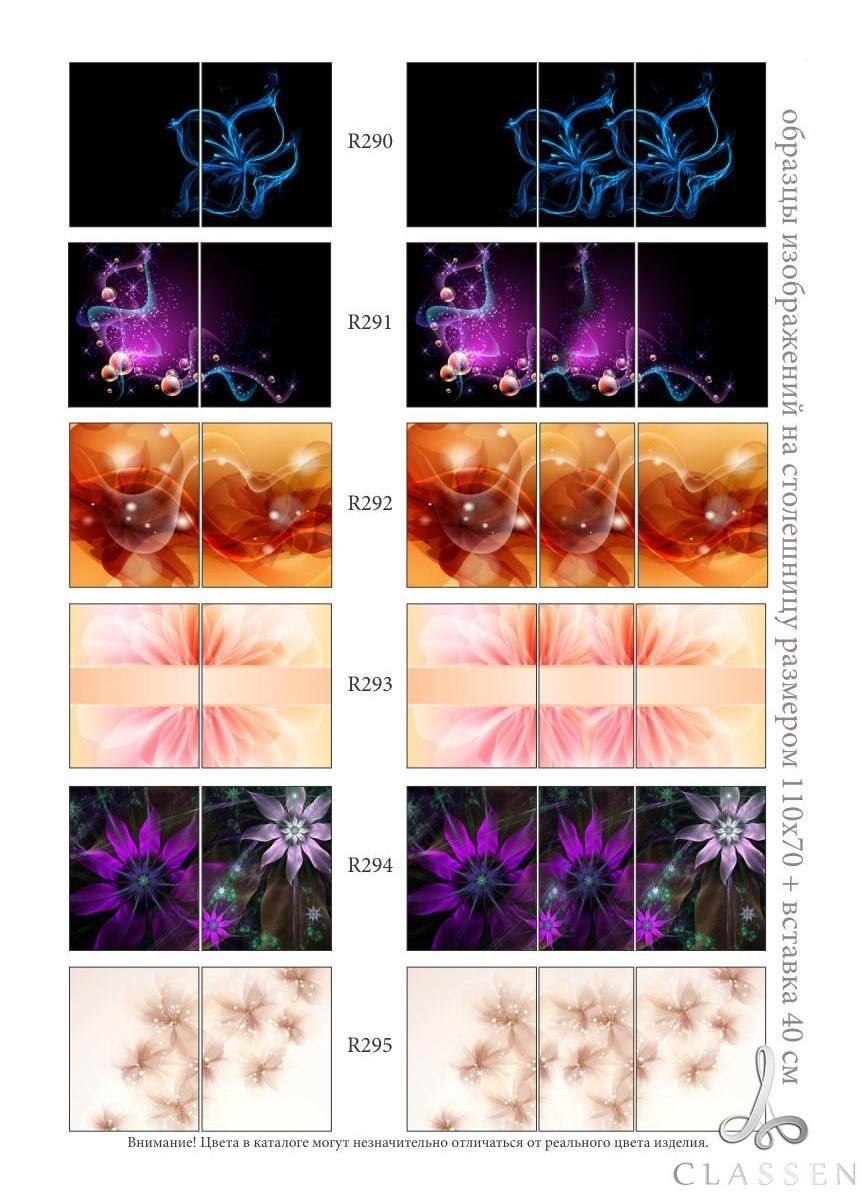 R290
R291
R292
R293
R294
R295
образцы изображений на столешницу размером 110х70 + вставка 40 см
Внимание! Цвета в каталоге могут незначительно отличаться от реального цвета изделия.
CLASSEN